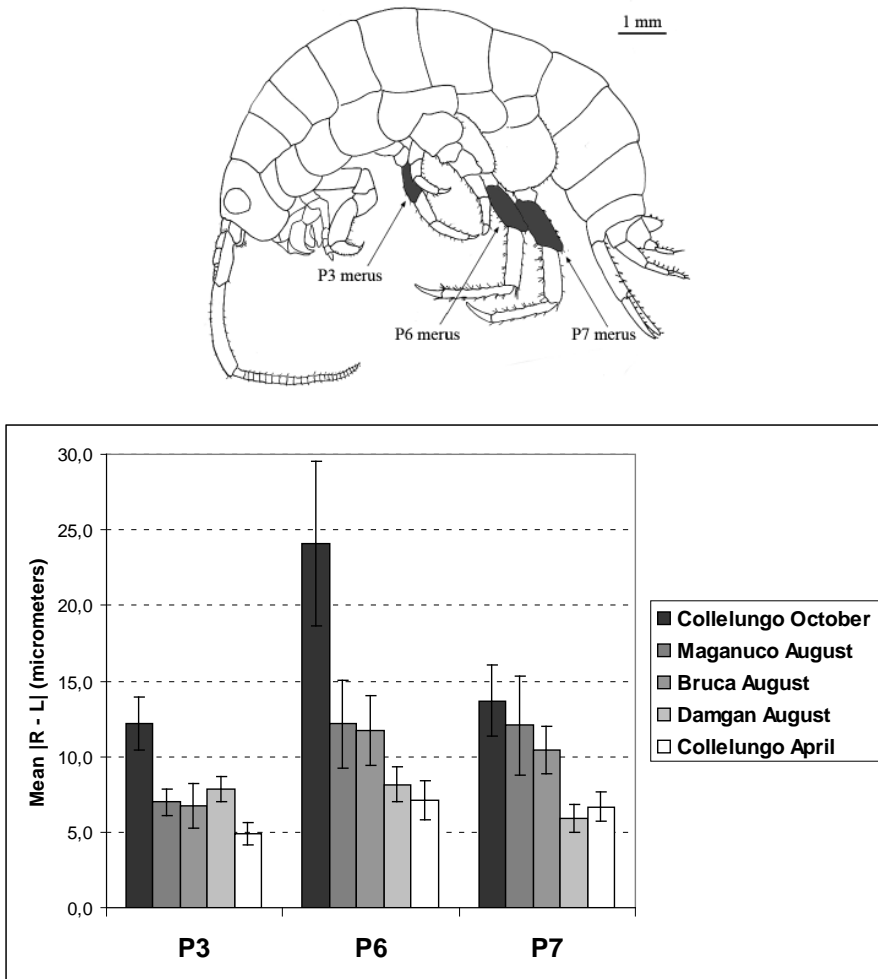 1 mm
P3 merus
P6 merus
P7 merus
30,0
25,0
20,0
15,0
10,0
5,0
0,0
Mean |R - L| (micrometers)
P3
P6
P7
Collelungo October
Maganuco August
Bruca August
Damgan August
Collelungo April